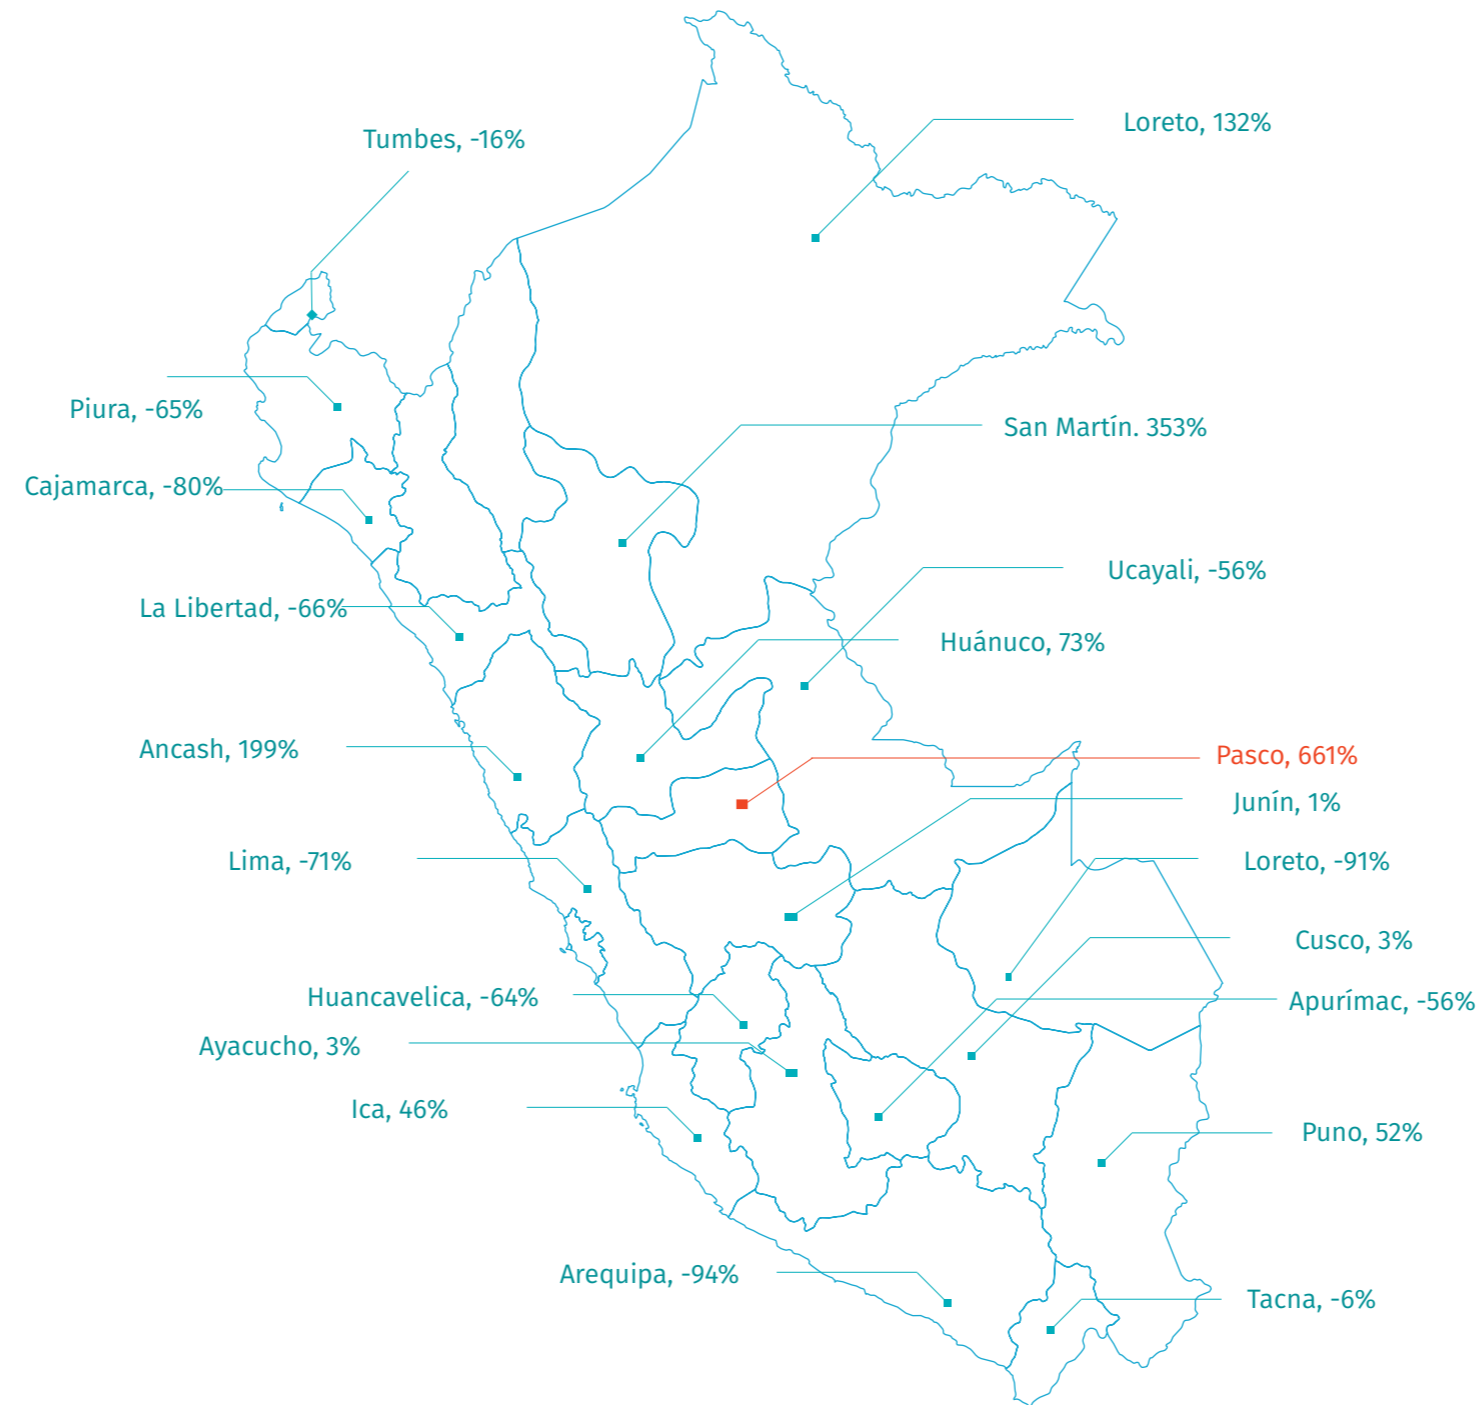 Loreto, 132%
Tumbes, -16%
Piura, -65%
San Martín. 353%
Cajamarca, -80%
Ucayali, -56%
La Libertad, -66%
Huánuco, 73%
Ancash, 199%
Pasco, 661%
Junín, 1%
Lima, -71%
Loreto, -91%
Cusco, 3%
Huancavelica, -64%
Apurímac, -56%
Ayacucho, 3%
Ica, 46%
Puno, 52%
Arequipa, -94%
Tacna, -6%